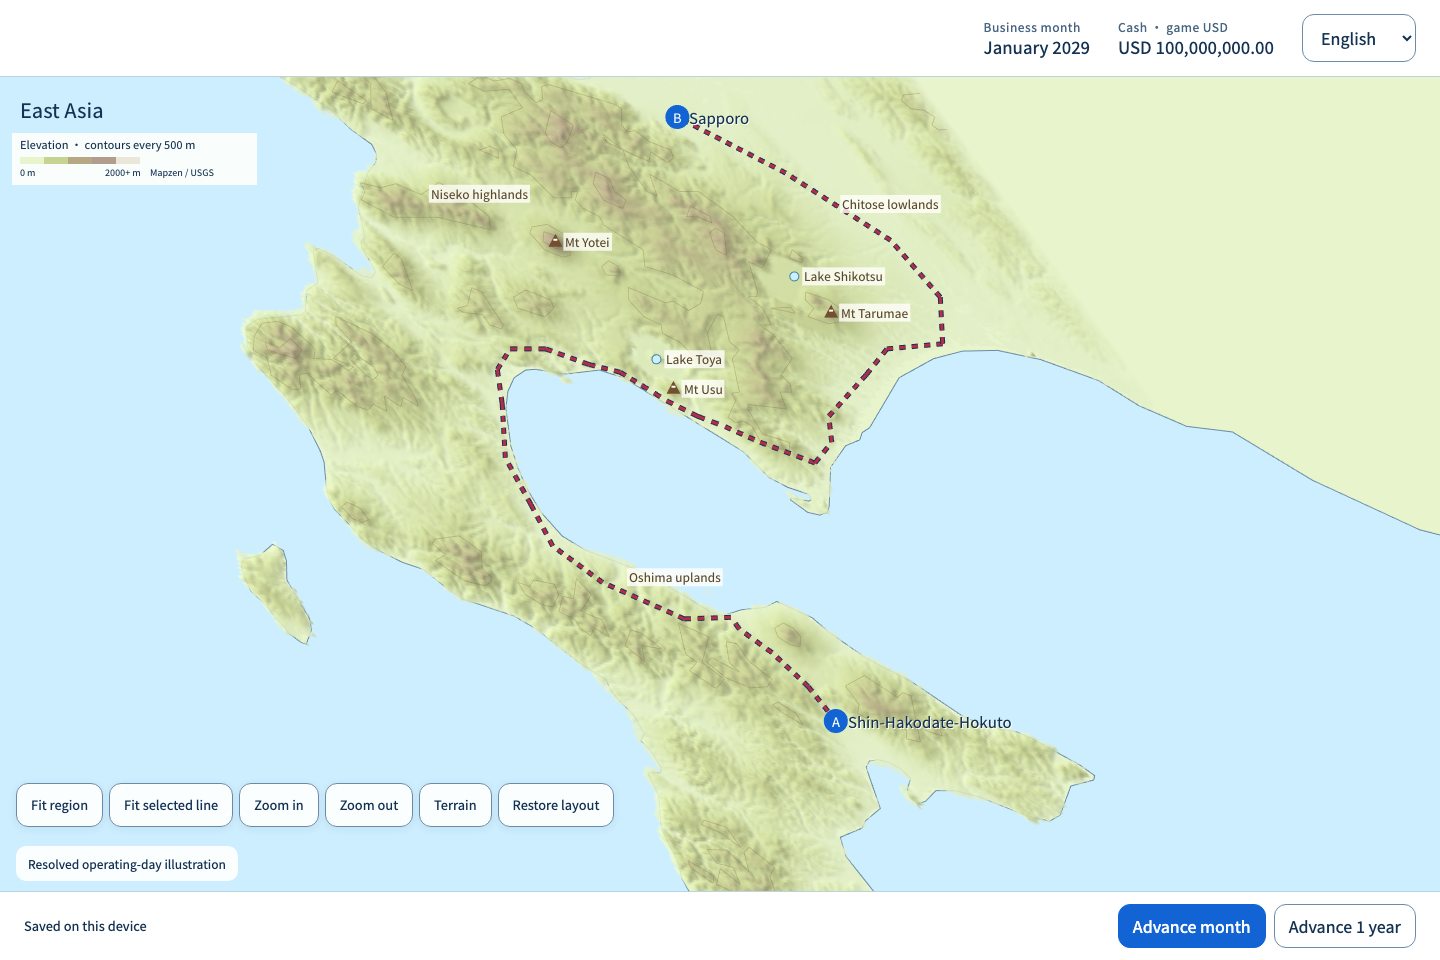 Business month
January 2029
Cash • game USD
USD 100,000,000.00
English
East Asia
Elevation • contours every 500 m
0 m
2000+ m
Mapzen / USGS
B
Sapporo
Niseko highlands
Chitose lowlands
Mt Yotei
Lake Shikotsu
Mt Tarumae
Lake Toya
Mt Usu
Oshima uplands
A
Shin-Hakodate-Hokuto
Fit region
Fit selected line
Zoom in
Zoom out
Terrain
Restore layout
Resolved operating-day illustration
Saved on this device
Advance month
Advance 1 year